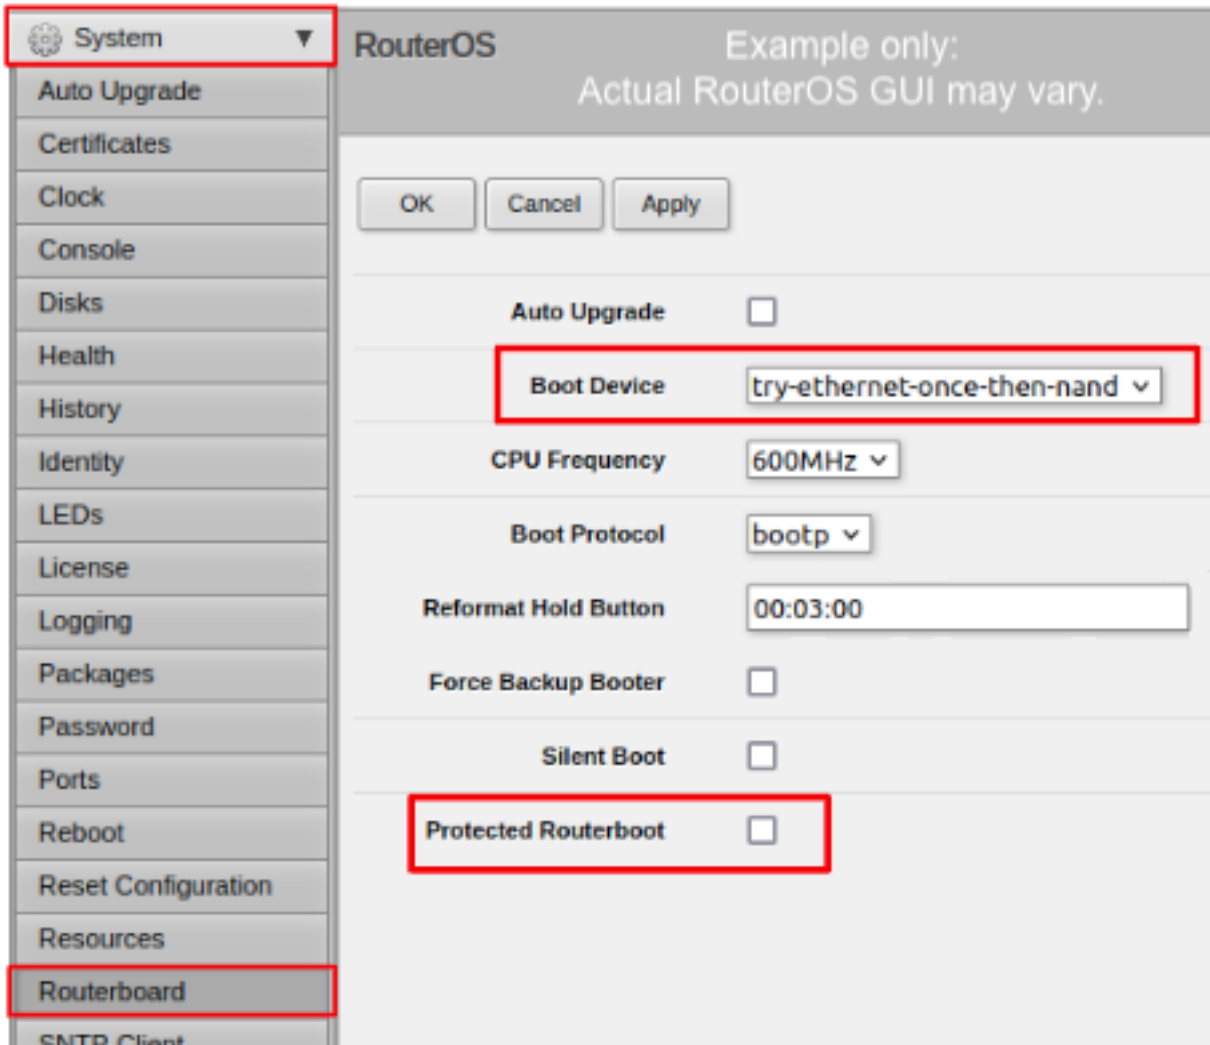 System ▼
Auto Upgrade
Certificates
Clock
Console
Disks
Health
History
Identity
LEDs
License
Logging
Packages
Password
Ports
Reboot
Reset Configuration
Resources
Routerboard
SNTP Client
RouterOS
Example only:
Actual RouterOS GUI may vary.
OK Cancel Apply
Auto Upgrade
Boot Device try-ethernet-once-then-nand
CPU Frequency 600MHz
Boot Protocol bootp
Reformat Hold Button 00:03:00
Force Backup Booter
Silent Boot
Protected Routerboot